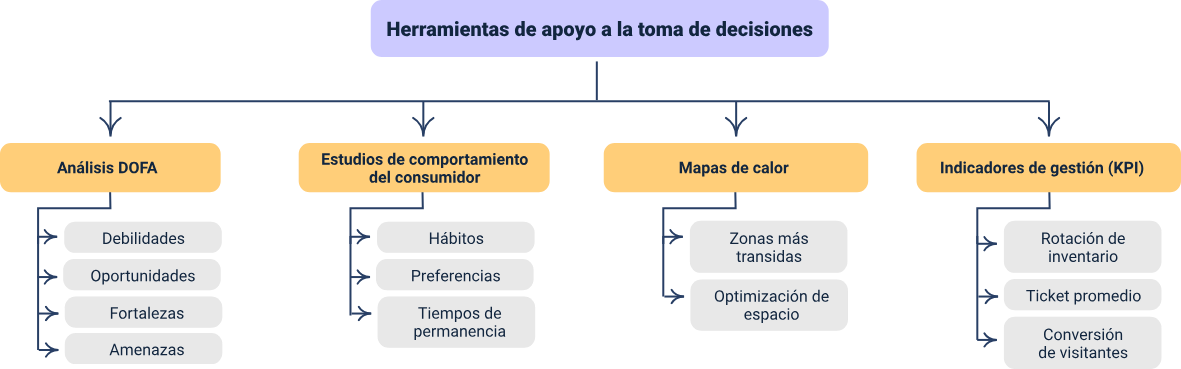 Herramientas de apoyo a la toma de decisiones
Análisis DOFA
Debilidades
Oportunidades
Fortalezas
Amenazas
Estudios de comportamiento
del consumidor
Hábitos
Preferencias
Tiempos de
permanencia
Mapas de calor
Zonas más
transidas
Optimización de
espacio
Indicadores de gestión (KPI)
Rotación de
inventario
Ticket promedio
Conversión
de visitantes